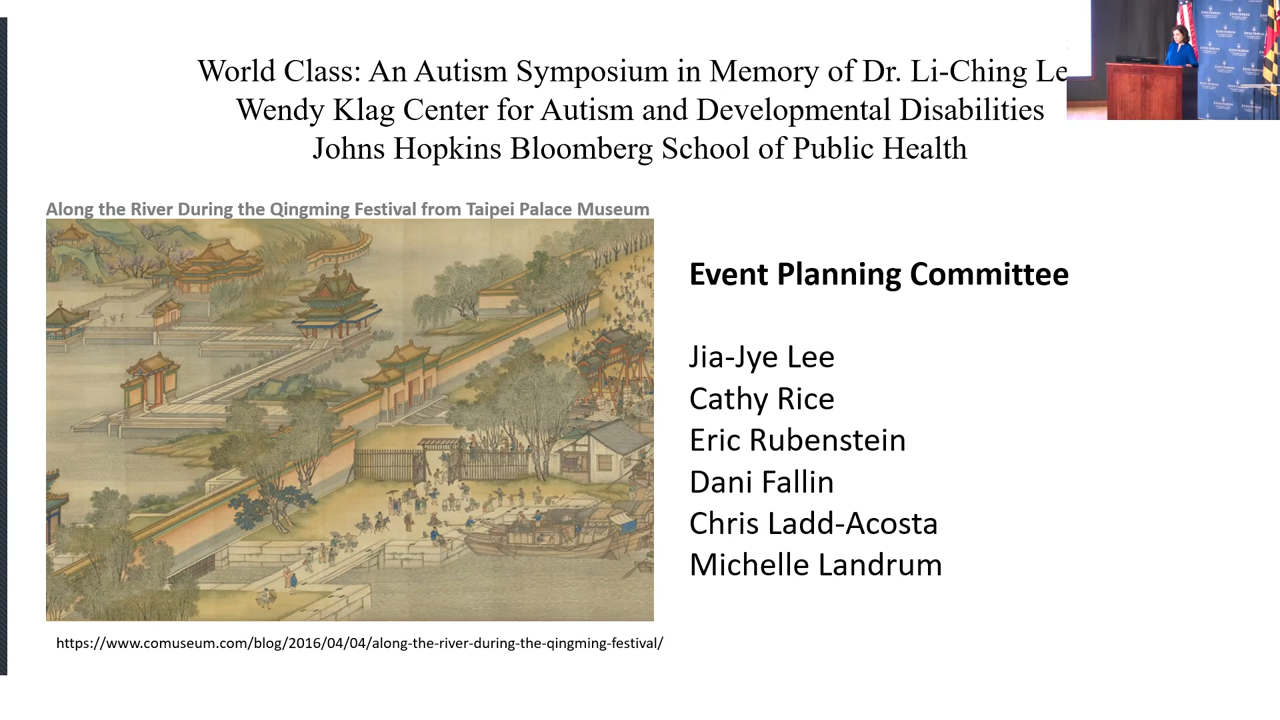 World Class: An Autism Symposium in Memory of Dr. Li-Ching Le
Wendy Klag Center for Autism and Developmental Disabilities
Johns Hopkins Bloomberg School of Public Health
Along the River During the Qingming Festival from Taipei Palace Museum
Event Planning Committee
Jia-Jye Lee
Cathy Rice
Eric Rubenstein
Dani Fallin
Chris Ladd-Acosta
Michelle Landrum
https://www.comuseum.com/blog/2016/04/04/along-the-river-during-the-qingming-festival/